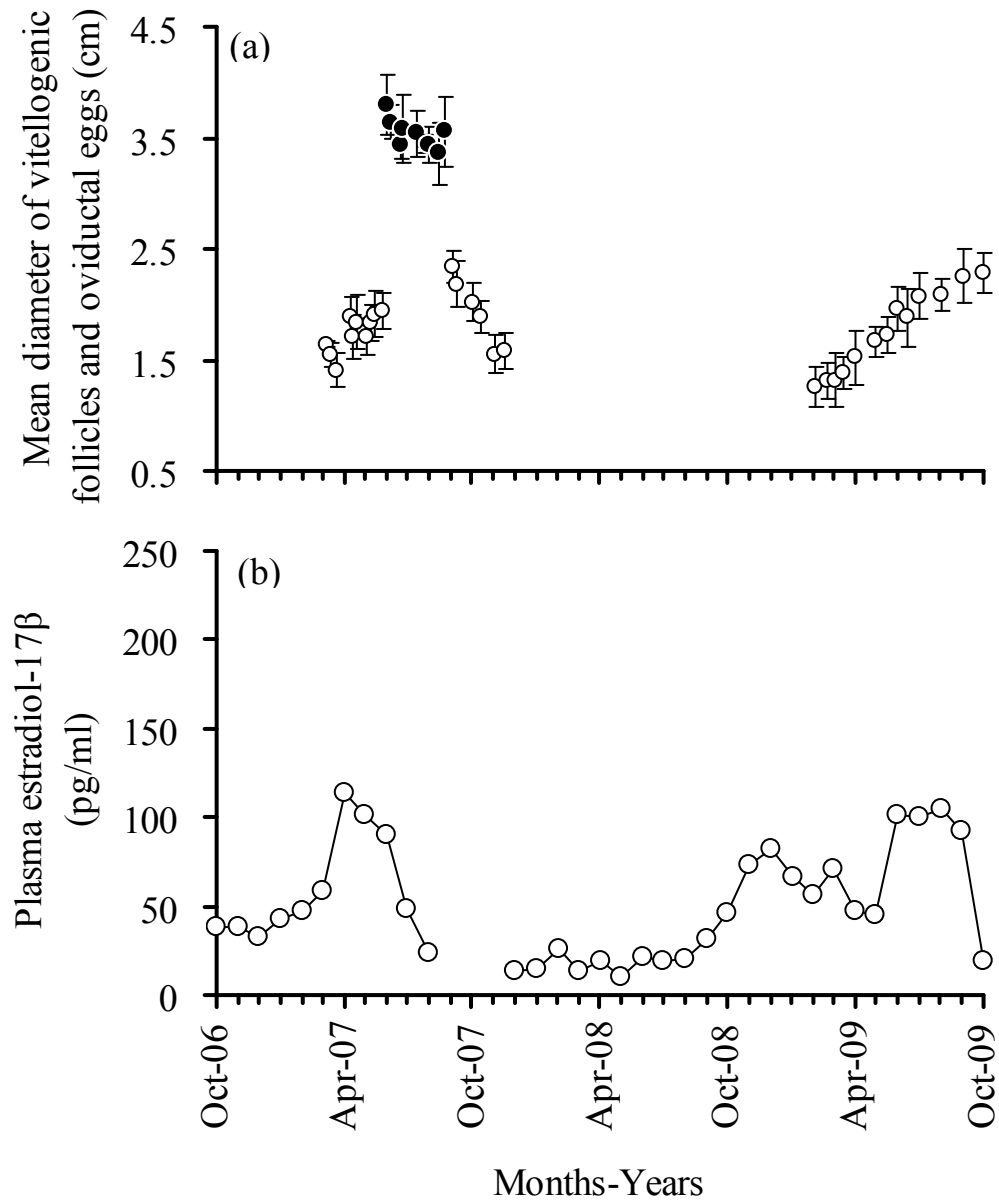 Mean diameter of vitellogenic
follicles and oviductal eggs (cm)
(a)
4.5
3.5
2.5
1.5
0.5
Plasma estradiol-17β
(pg/ml)
(b)
250
200
150
100
50
0
Oct-06
Apr-07
Oct-07
Apr-08
Oct-08
Apr-09
Oct-09
Months-Years